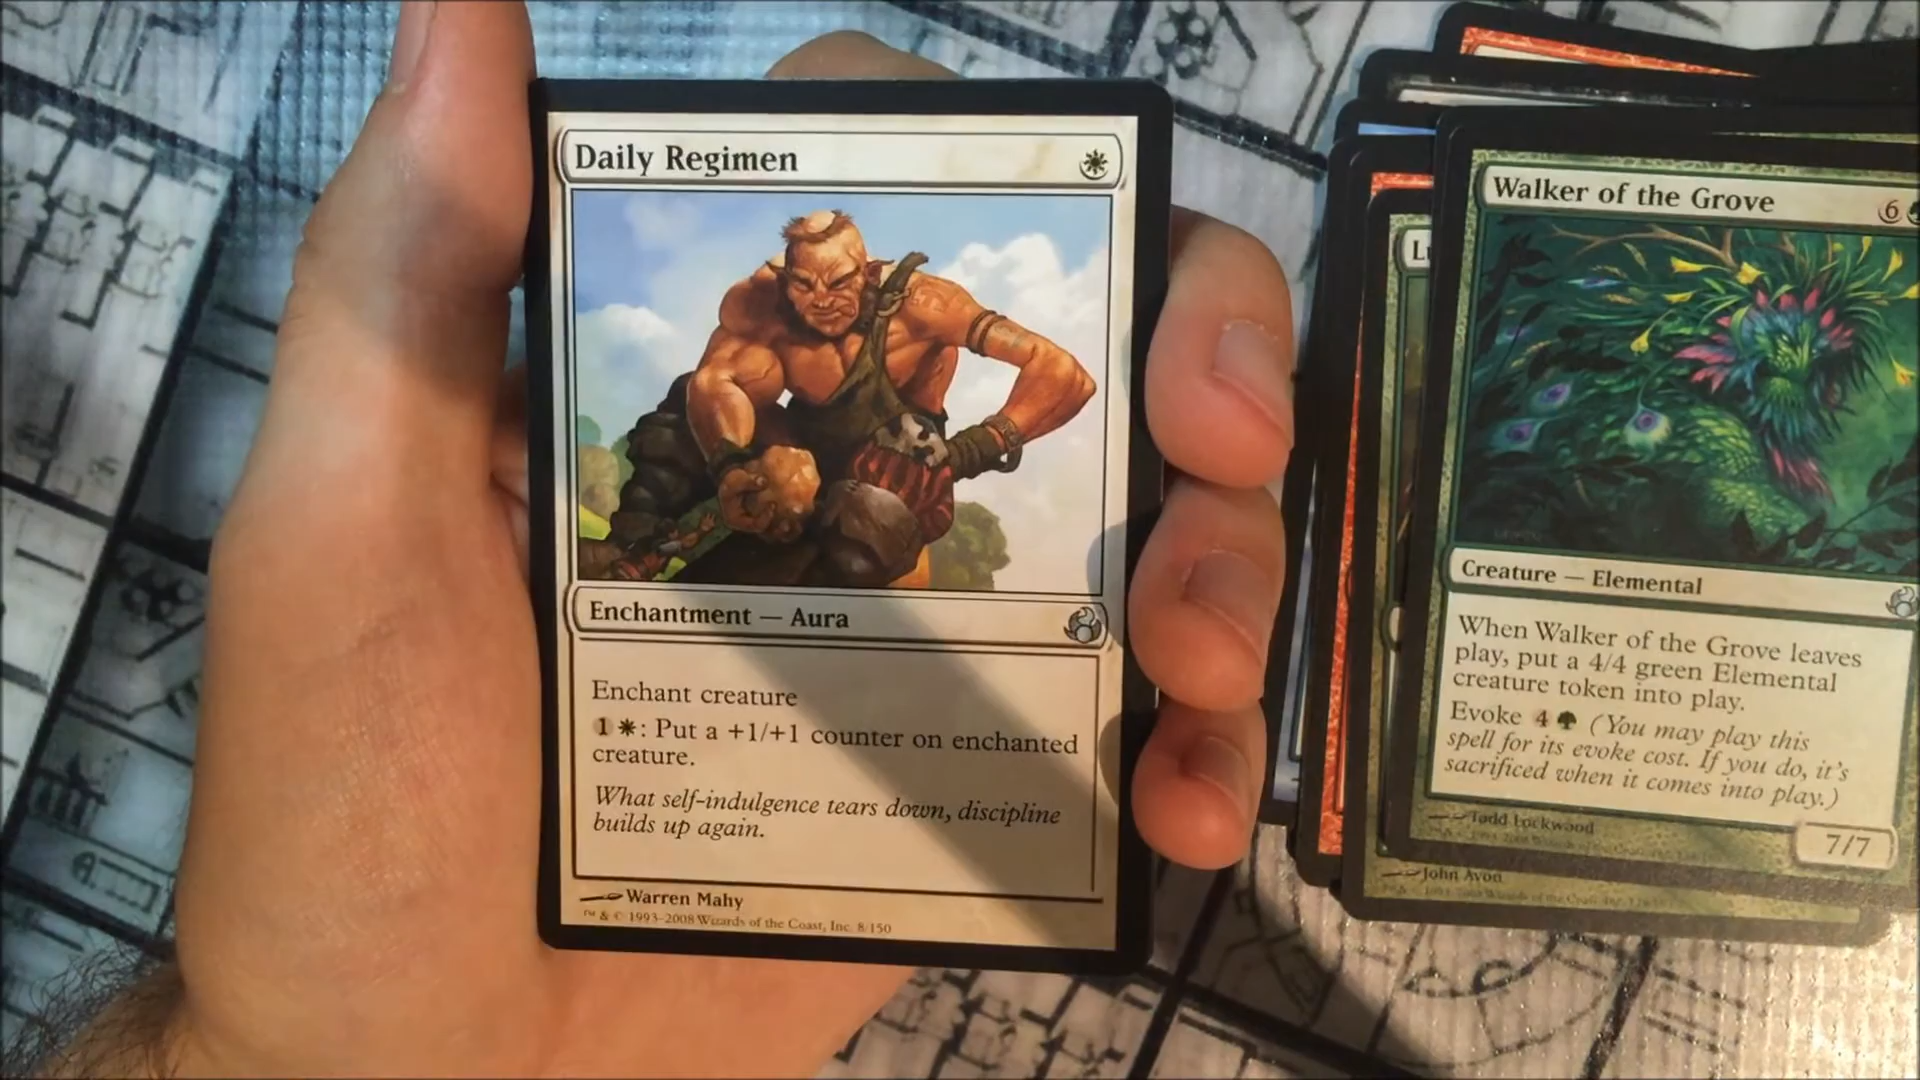 Daily Regimen
Enchantment — Aura
Enchant creature
1 : Put a +1/+1 counter on enchanted
creature.
What self-indulgence tears down, discipline
builds up again.
Warren Mahy
™ & © 1993–2008 Wizards of the Coast, Inc. 8/150
Walker of the Grove
6
Creature — Elemental
When Walker of the Grove leaves
play, put a 4/4 green Elemental
creature token into play.
Evoke 4 (You may play this
spell for its evoke cost. If you do, it's
sacrificed when it comes into play.)
Todd Lockwood
7/7
John Avon